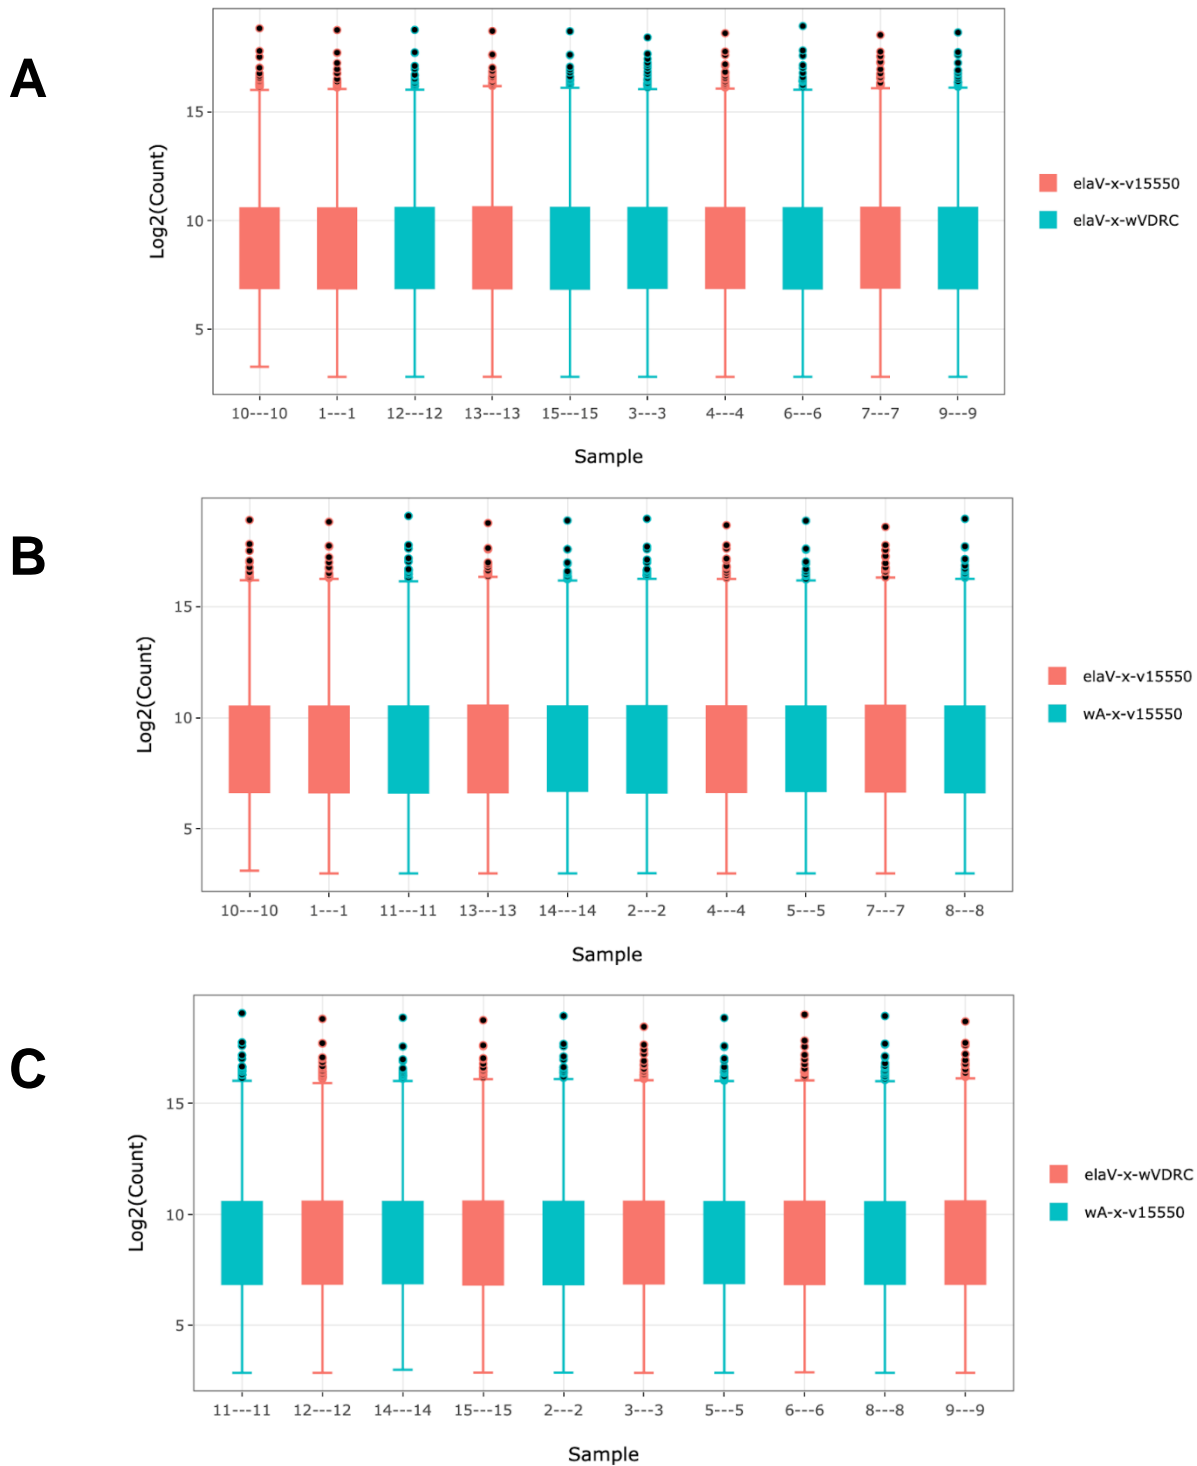 A
Log2(Count)
15
10
5
10---10 1---1 12---12 13---13 15---15 3---3 4---4 6---6 7---7 9---9
Sample
elaV-x-v15550
elaV-x-wVDRC
B
Log2(Count)
15
10
5
10---10 1---1 11---11 13---13 14---14 2---2 4---4 5---5 7---7 8---8
Sample
elaV-x-v15550
wA-x-v15550
C
Log2(Count)
15
10
5
11---11 12---12 14---14 15---15 2---2 3---3 5---5 6---6 8---8 9---9
Sample
elaV-x-wVDRC
wA-x-v15550